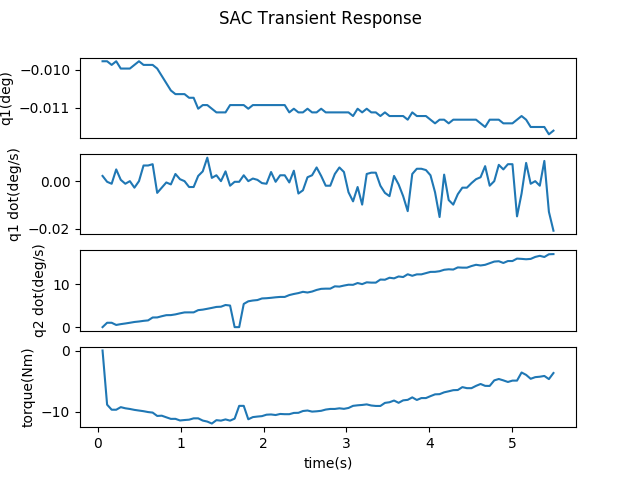 SAC Transient Response
−0.010
−0.011
q1(deg)
0.00
−0.02
q1 dot(deg/s)
10
0
q2 dot(deg/s)
0
−10
torque(Nm)
0 1 2 3 4 5
time(s)